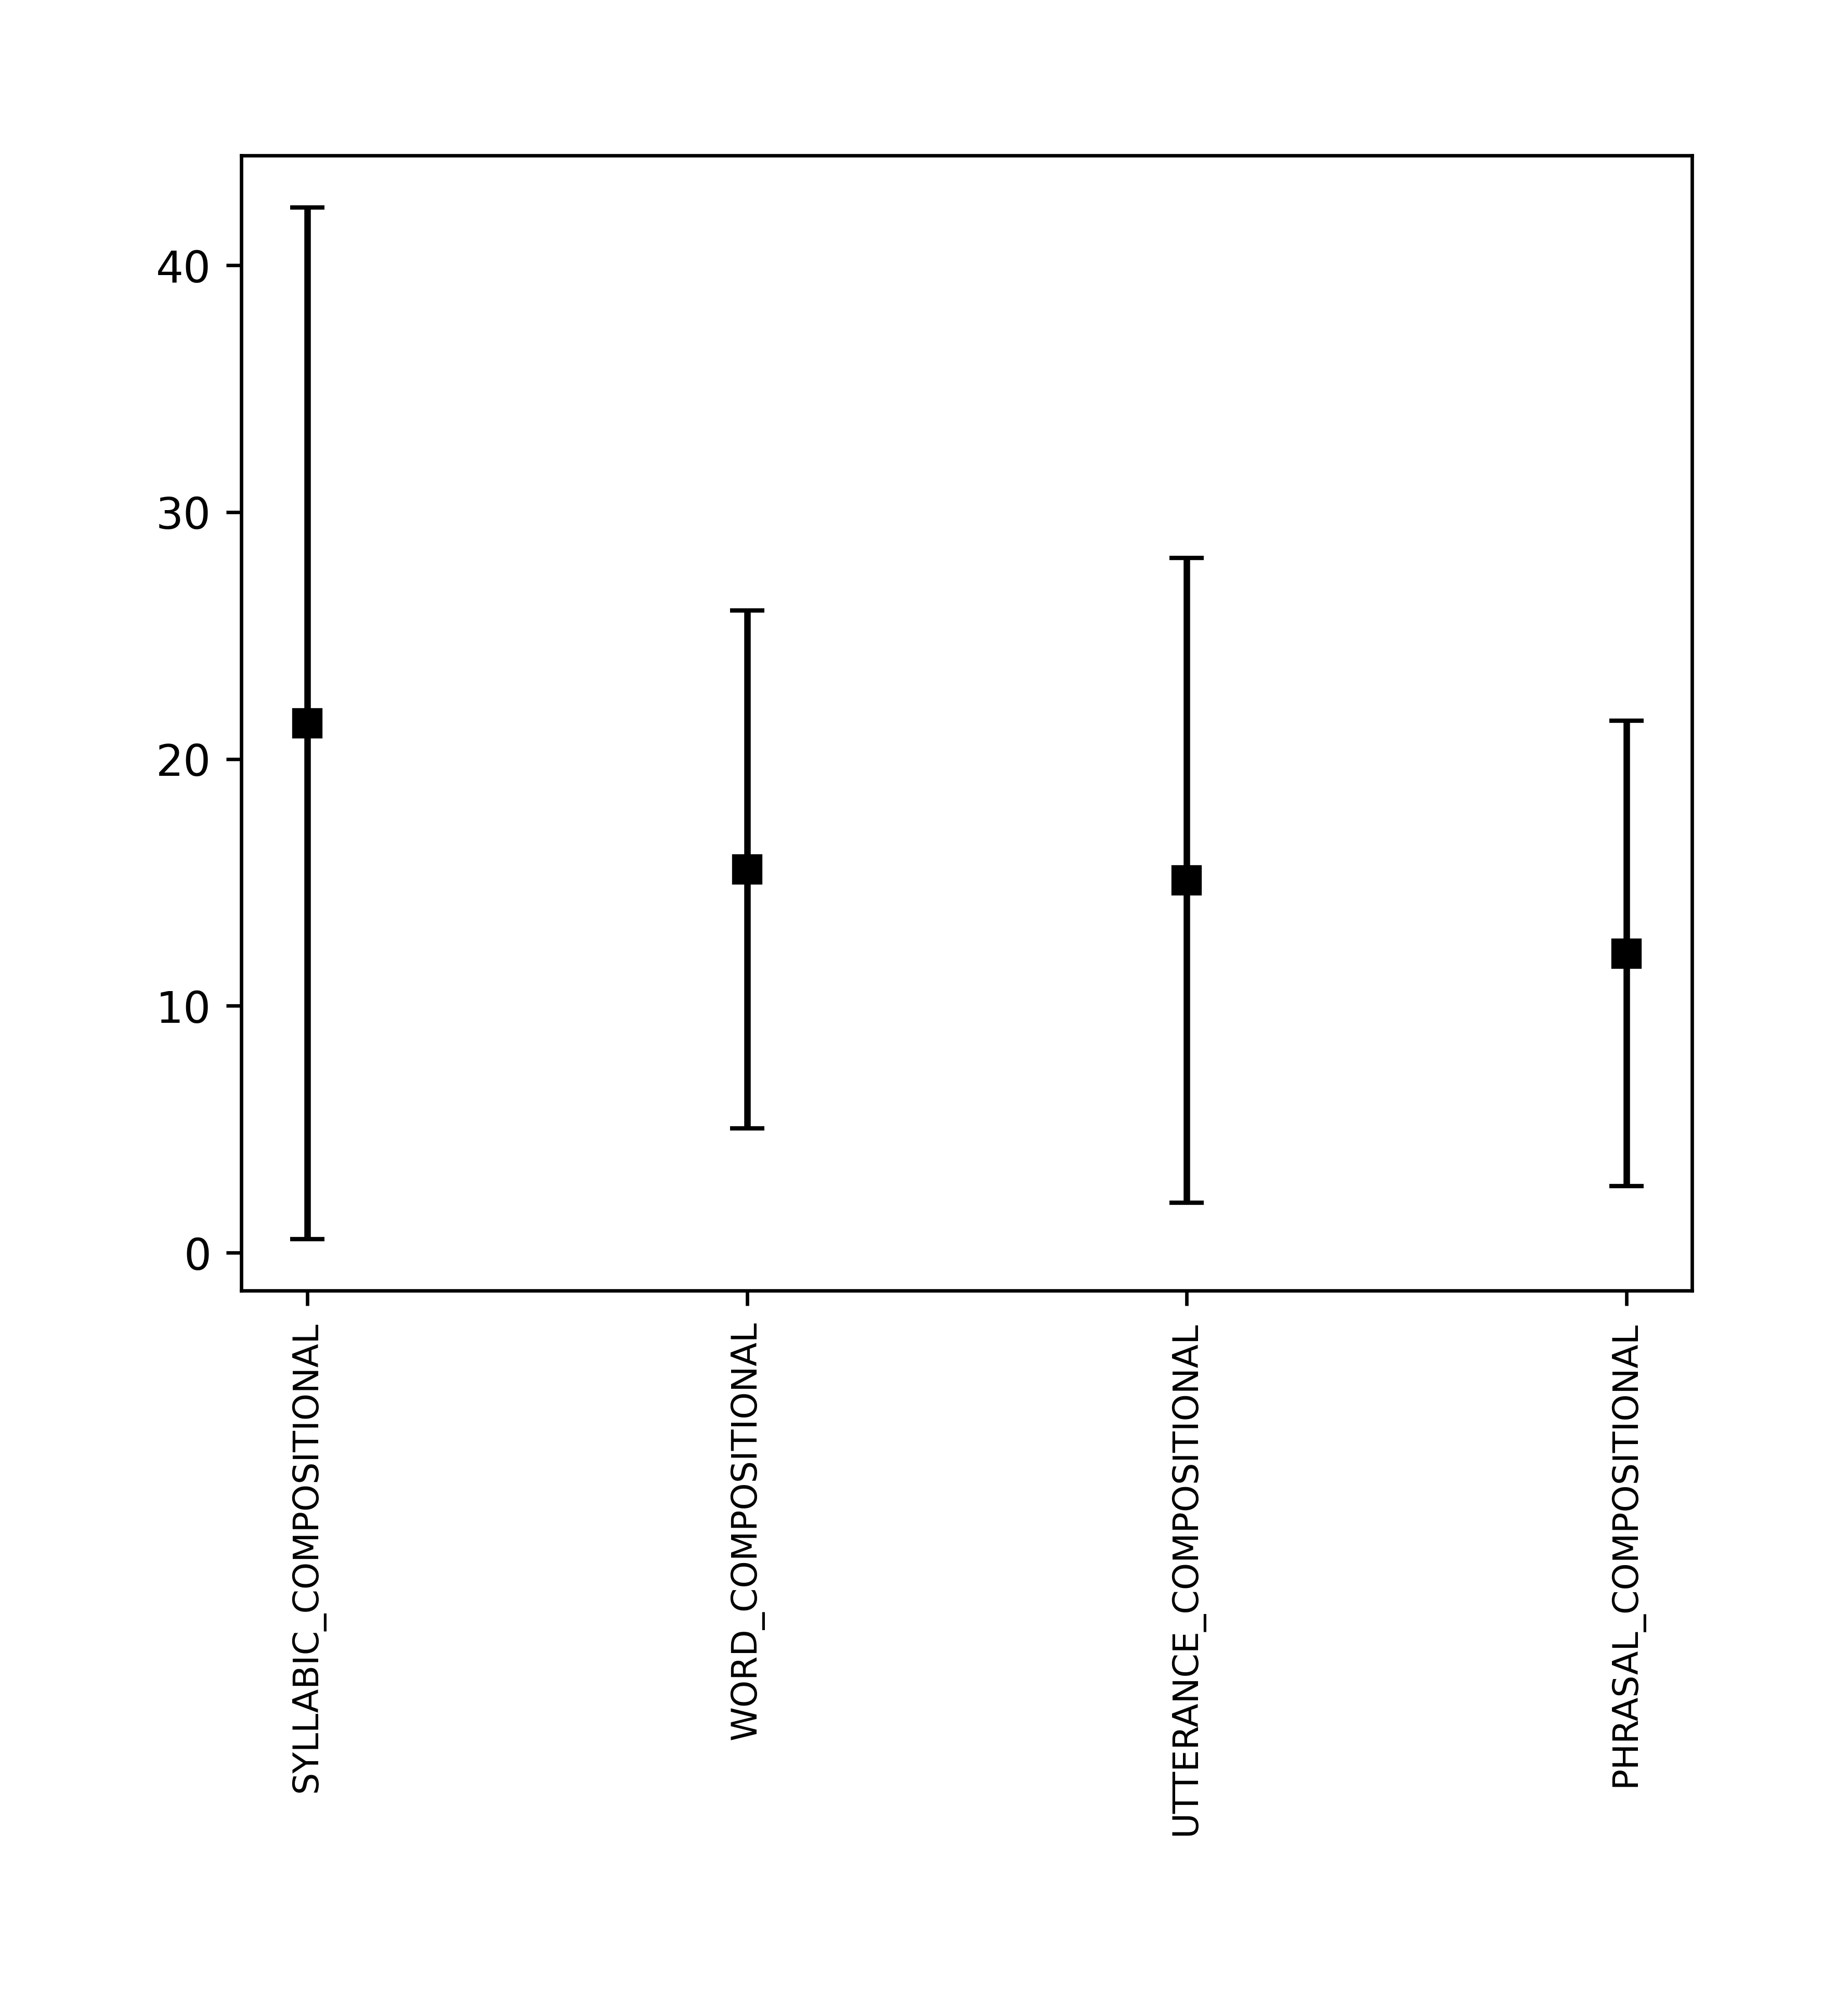 40
30
20
10
0
SYLLABIC_COMPOSITIONAL
WORD_COMPOSITIONAL
UTTERANCE_COMPOSITIONAL
PHRASAL_COMPOSITIONAL